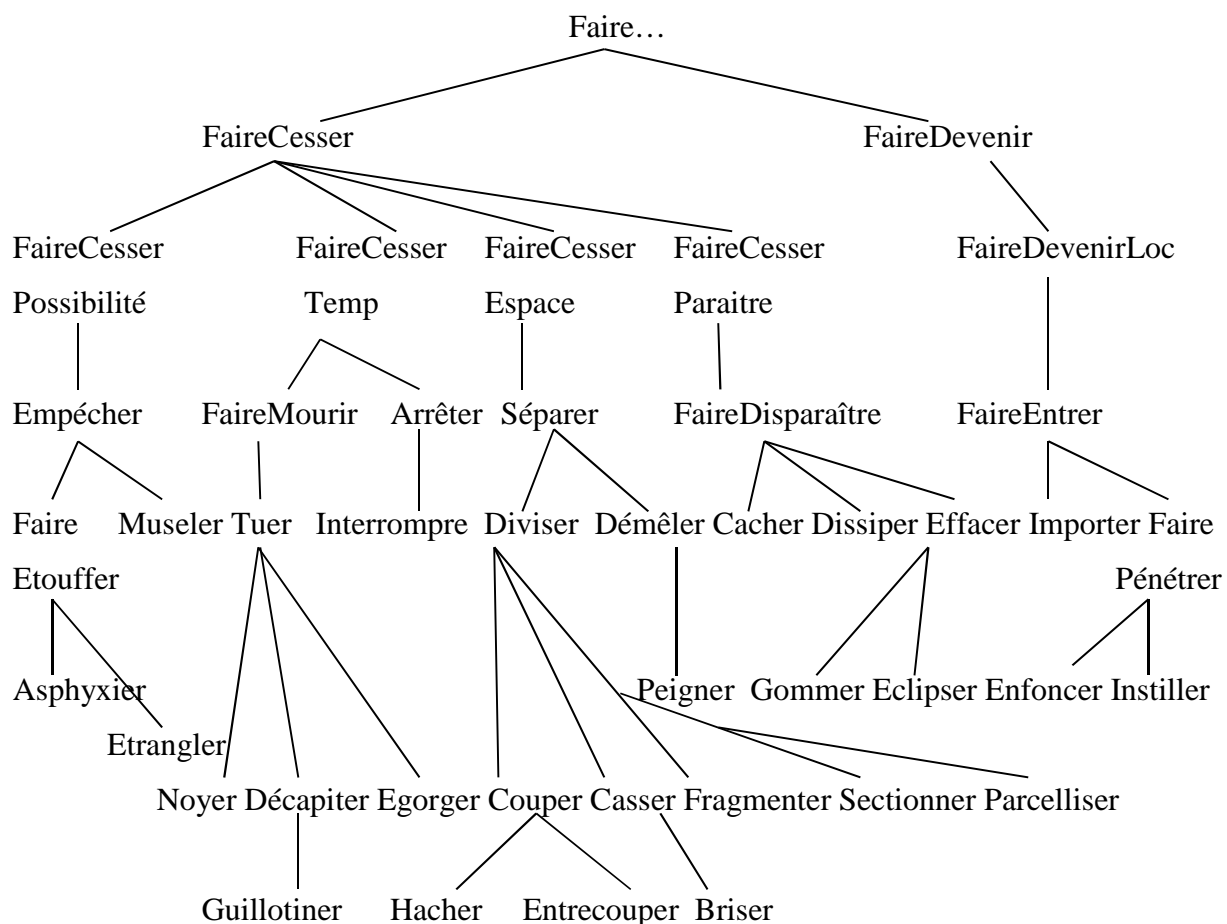 Faire…
FaireCesser FaireDevenir
FaireCesser FaireCesser FaireCesser FaireCesser FaireDevenirLoc
Possibilité Temp Espace Paraitre
Empécher FaireMourir Arrêter Séparer FaireDisparaître FaireEntrer
Faire Museler Tuer Interrompre Diviser Démêler Cacher Dissiper Effacer Importer Faire
Etouffer Pénétrer
Asphyxier Peigner Gommer Eclipser Enfoncer Instiller
Etrangler
Noyer Décapiter Egorger Couper Casser Fragmenter Sectionner Parcelliser
Guillotiner Hacher Entrecouper Briser